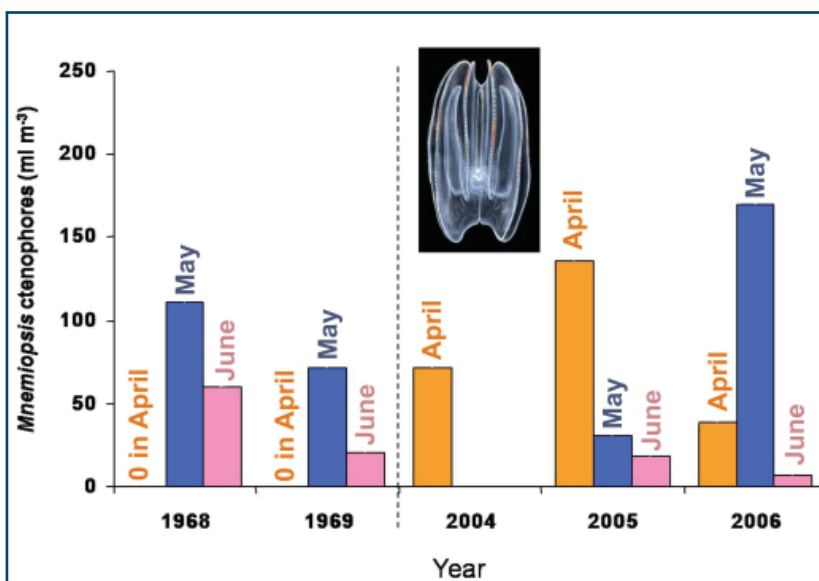 Mnemiopsis ctenophores (ml m⁻³)
250
200
150
100
50
0
0 in April
May
June
0 in April
May
June
April
April
May
June
April
May
June
1968
1969
2004
2005
2006
Year